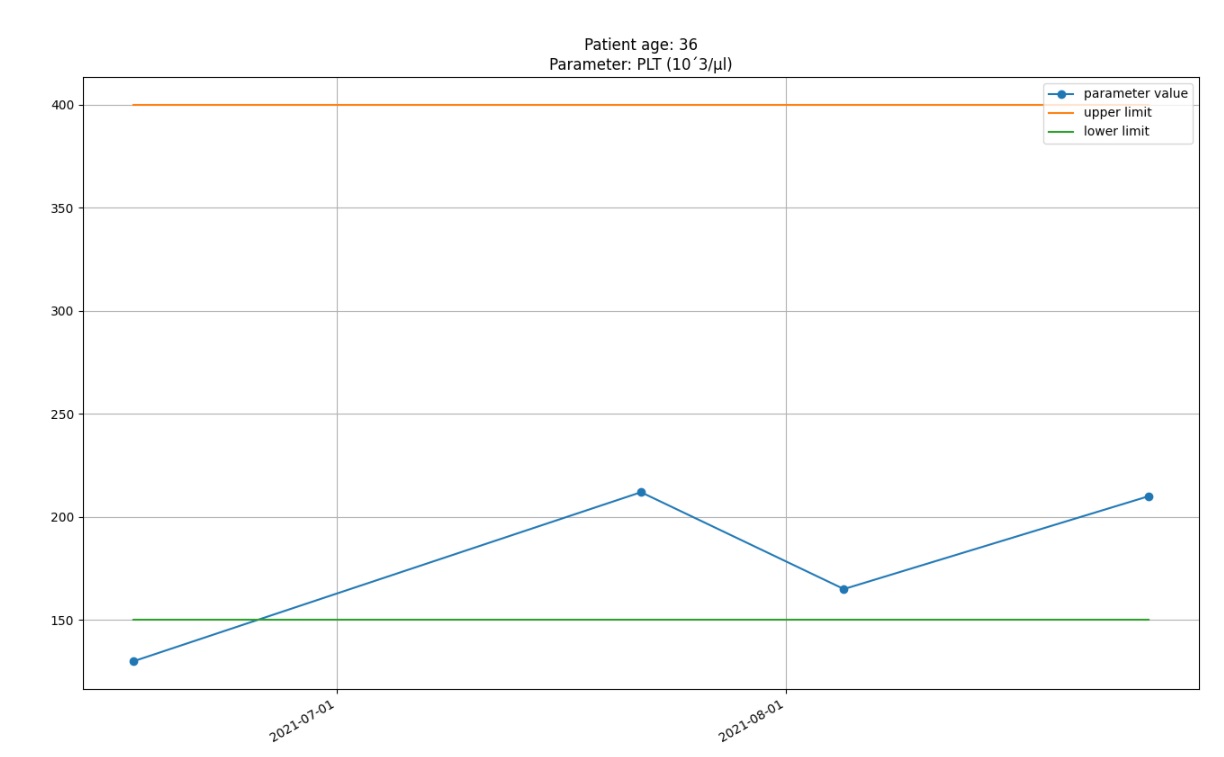 Patient age: 36
Parameter: PLT (10´3/µl)
400
350
300
250
200
150
parameter value
upper limit
lower limit
2021-07-01
2021-08-01